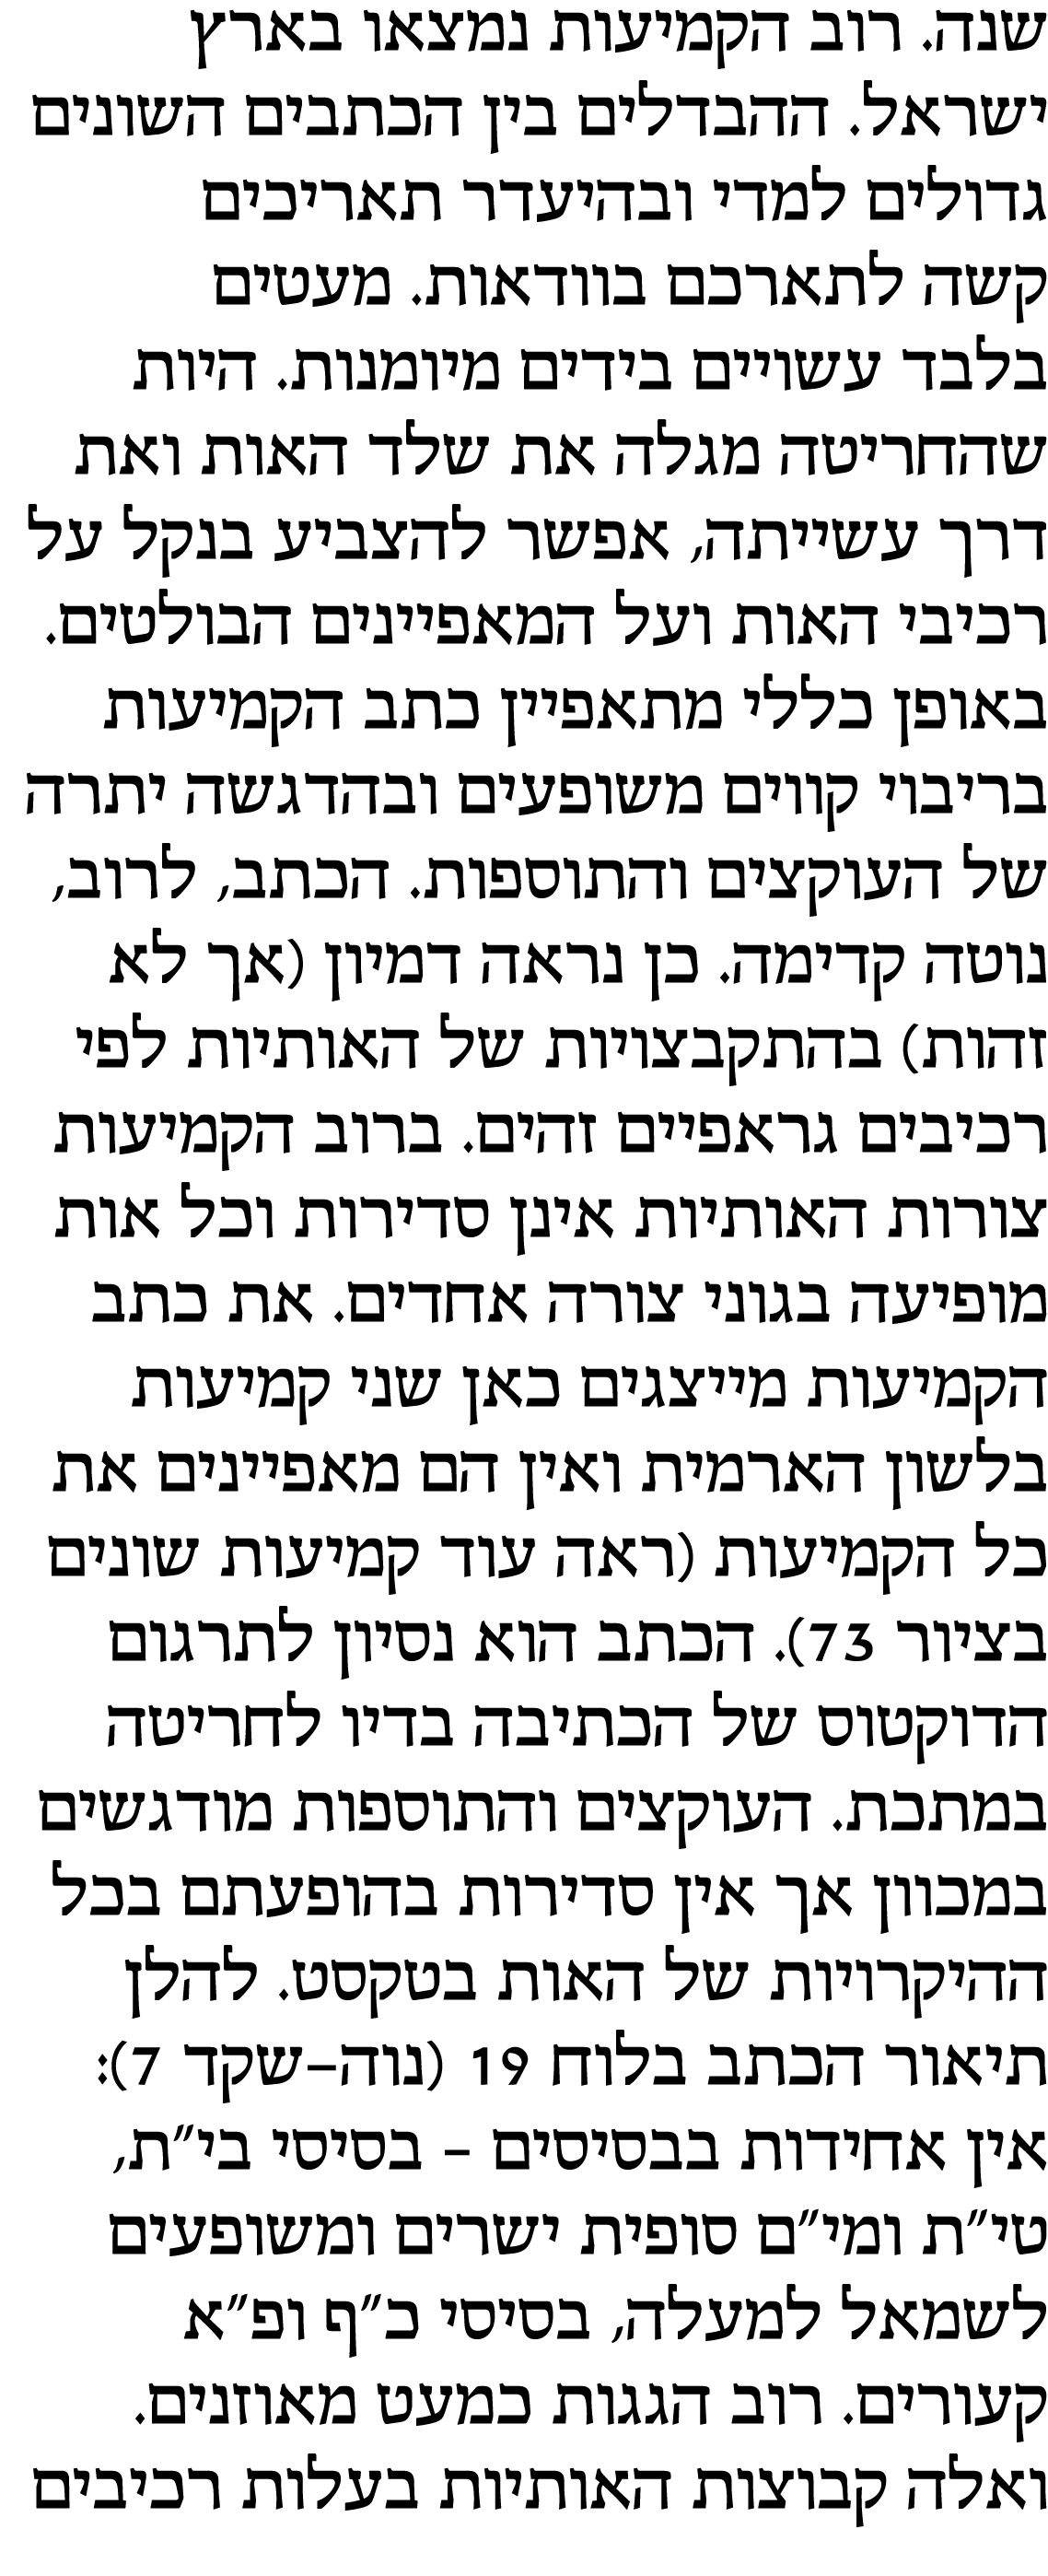 שנה. רוב הקמיעות נמצאו בארץ
ישראל. ההבדלים בין הכתבים השונים
גדולים למדי ובהיעדר תאריכים
קשה לתארכם בוודאות. מעטים
בלבד עשויים בידים מיומנות. היות
שהחריטה מגלה את שלד האות ואת
דרך עשייתה, אפשר להצביע בנקל על
רכיבי האות ועל המאפיינים הבולטים.
באופן כללי מתאפיין כתב הקמיעות
בריבוי קווים משופעים ובהדגשה יתרה
של העוקצים והתוספות. הכתב, לרוב,
נוטה קדימה. כן נראה דמיון (אך לא
זהות) בהתקבצויות של האותיות לפי
רכיבים גראפיים זהים. ברוב הקמיעות
צורות האותיות אינן סדירות וכל אות
מופיעה בגוני צורה אחדים. את כתב
הקמיעות מייצגים כאן שני קמיעות
בלשון הארמית ואין הם מאפיינים את
כל הקמיעות (ראה עוד קמיעות שונים
בציור 73). הכתב הוא נסיון לתרגום
הדוקטוס של הכתיבה בדיו לחריטה
במתכת. העוקצים והתוספות מודגשים
במכוון אך אין סדירות בהופעתם בכל
ההיקרויות של האות בטקסט. להלן
תיאור הכתב בלוח 19 (נוה–שקד 7):
אין אחידות בבסיסים – בסיסי בי״ת,
טי״ת ומי״ם סופית ישרים ומשופעים
לשמאל למעלה, בסיסי כ״ף ופ״א
קעורים. רוב הגגות כמעט מאוזנים.
ואלה קבוצות האותיות בעלות רכיבים